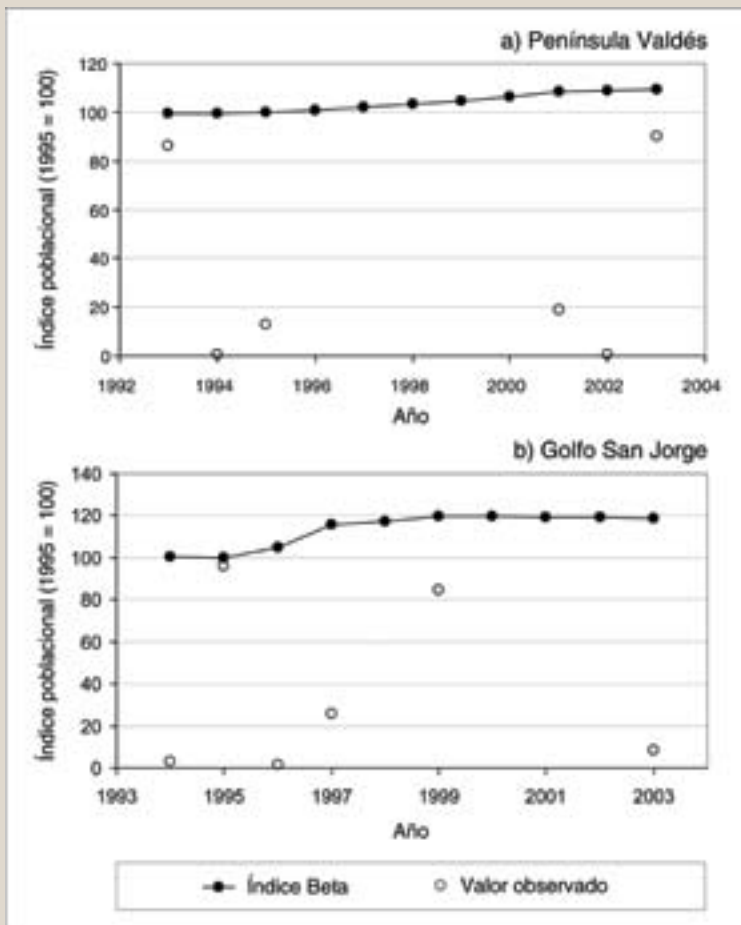 a) Península Valdés
Índice poblacional (1995 = 100)
120
100
80
60
40
20
0
1992 1994 1996 1998 2000 2002 2004
Año
b) Golfo San Jorge
Índice poblacional (1995 = 100)
140
120
100
80
60
40
20
0
1993 1995 1997 1999 2001 2003
Año
Índice Beta Valor observado